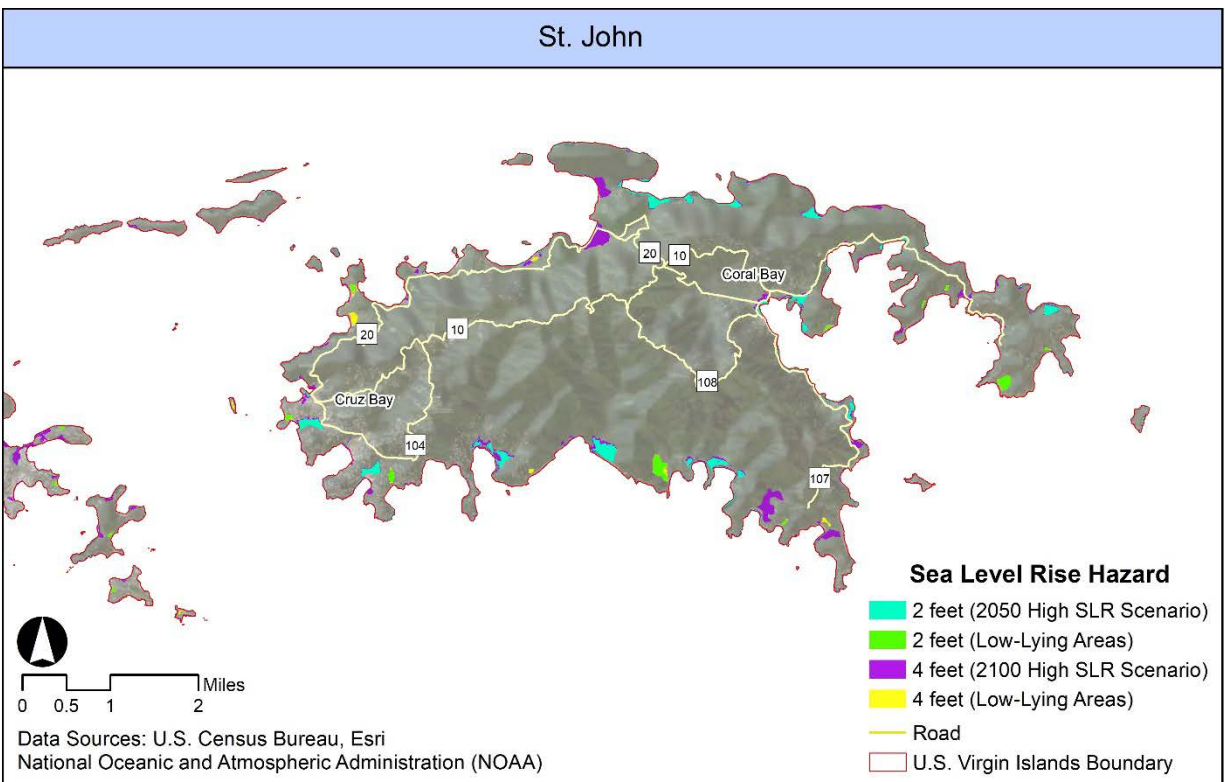 St. John
20
10
Coral Bay
20
10
108
Cruz Bay
104
107
Sea Level Rise Hazard
2 feet (2050 High SLR Scenario)
2 feet (Low-Lying Areas)
4 feet (2100 High SLR Scenario)
4 feet (Low-Lying Areas)
Road
U.S. Virgin Islands Boundary
Miles
0 0.5 1 2
Data Sources: U.S. Census Bureau, Esri
National Oceanic and Atmospheric Administration (NOAA)